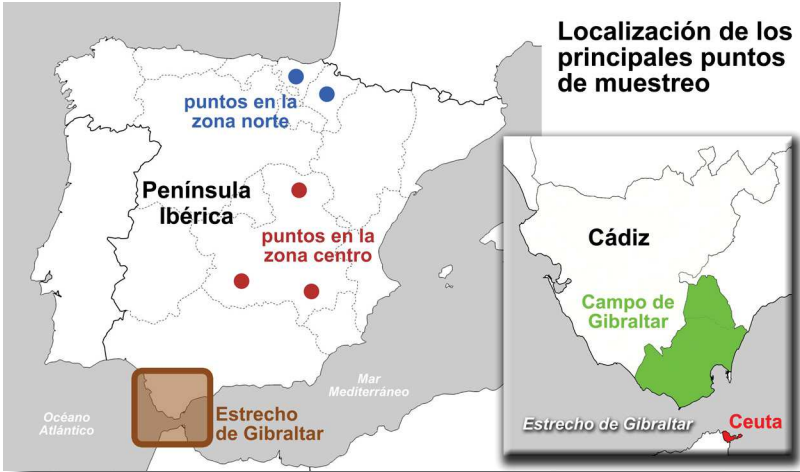 Localización de los
principales puntos
de muestreo
puntos en la
zona norte
Península
Ibérica
puntos en la
zona centro
Mar
Mediterráneo
Océano
Atlántico
Estrecho
de Gibraltar
Cádiz
Campo de
Gibraltar
Estrecho de Gibraltar
Ceuta